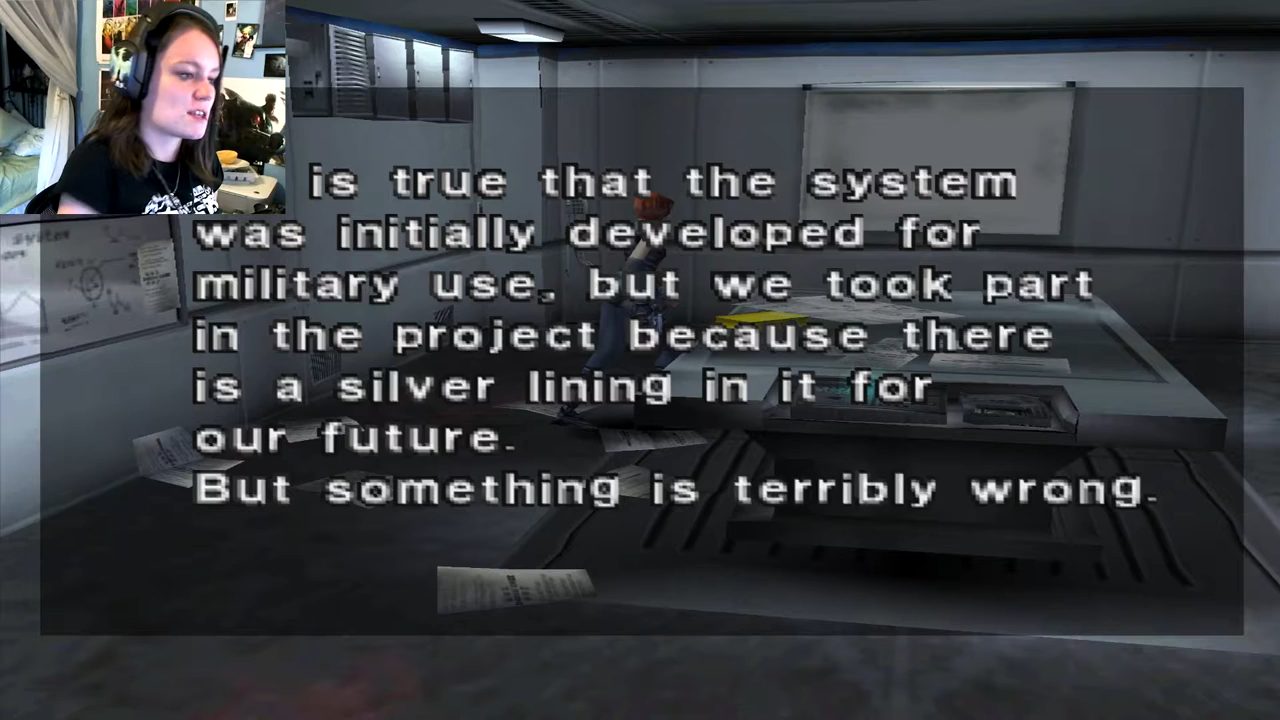 is true that the system
was initially developed for
military use, but we took part
in the project because there
is a silver lining in it for
our future.
But something is terribly wrong.